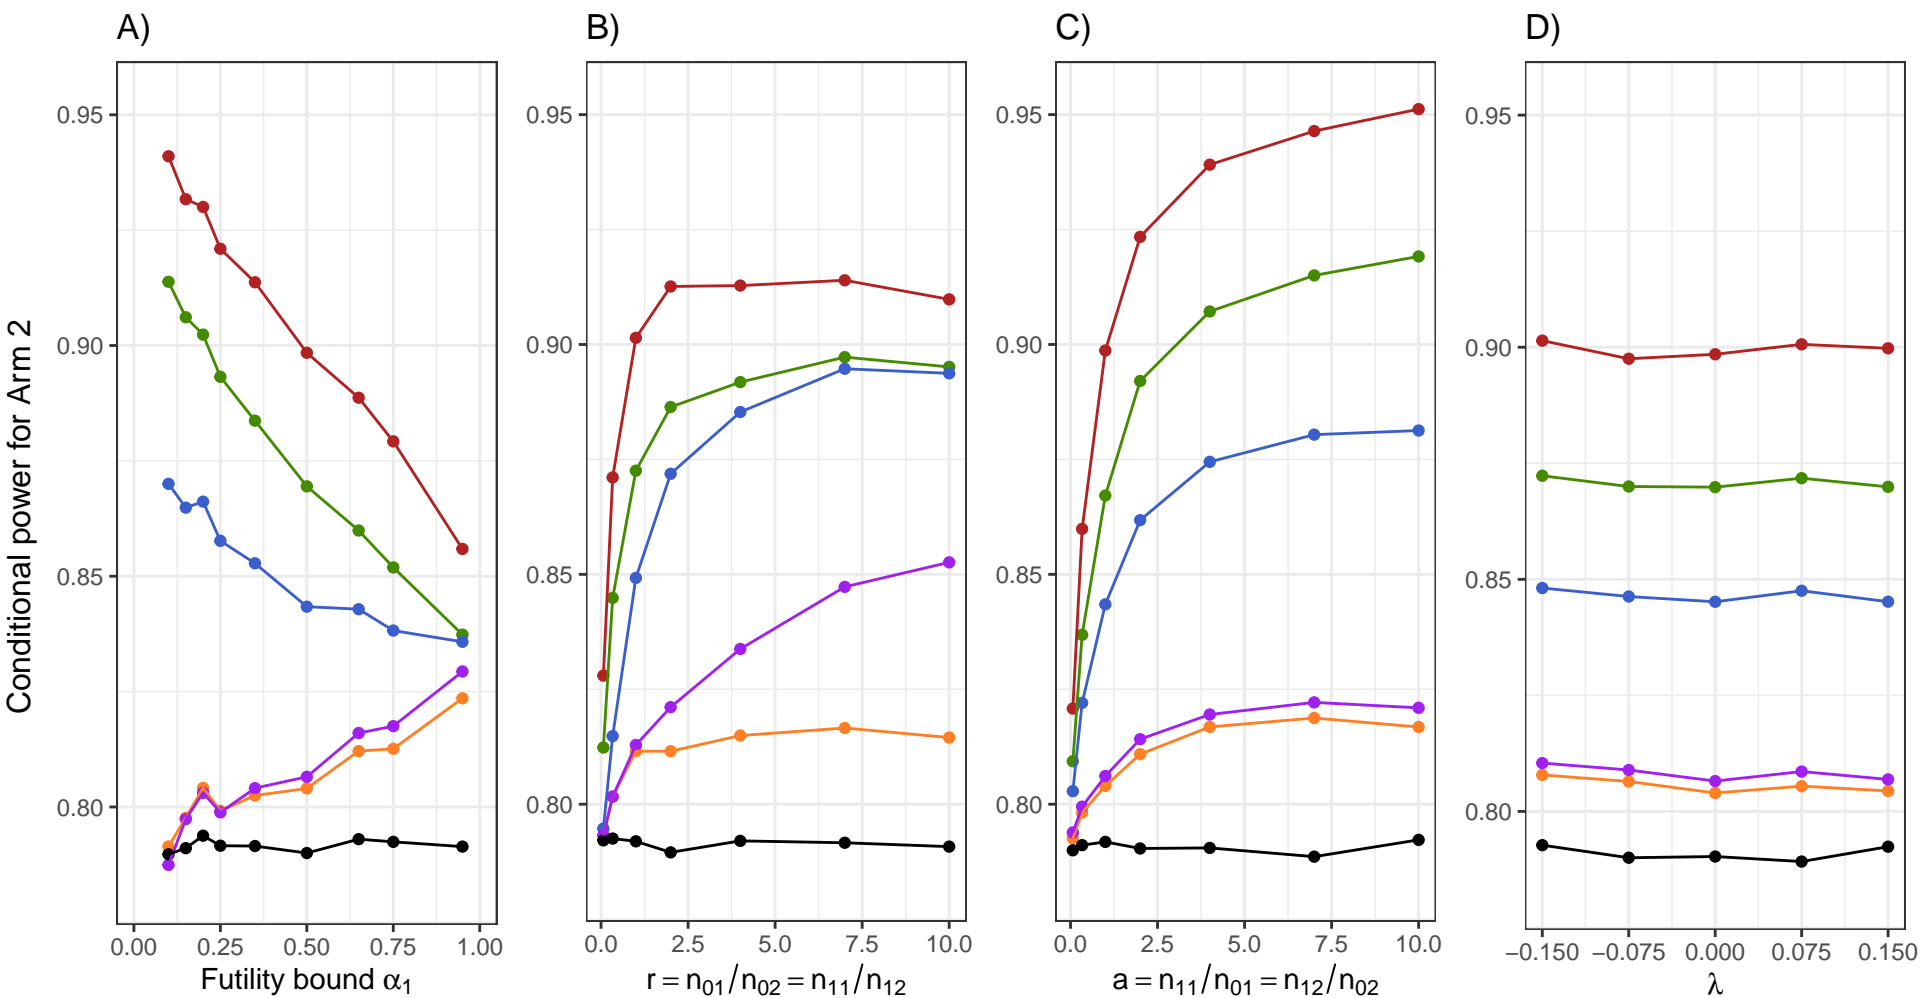 A)
B)
C)
D)
Conditional power for Arm 2
0.95
0.90
0.85
0.80
0.00 0.25 0.50 0.75 1.00
Futility bound α₁
0.95
0.90
0.85
0.80
0.0 2.5 5.0 7.5 10.0
r = n₀₁/n₀₂ = n₁₁/n₁₂
0.95
0.90
0.85
0.80
0.0 2.5 5.0 7.5 10.0
a = n₁₁/n₀₁ = n₁₂/n₀₂
0.95
0.90
0.85
0.80
−0.150 −0.075 0.000 0.075 0.150
λ